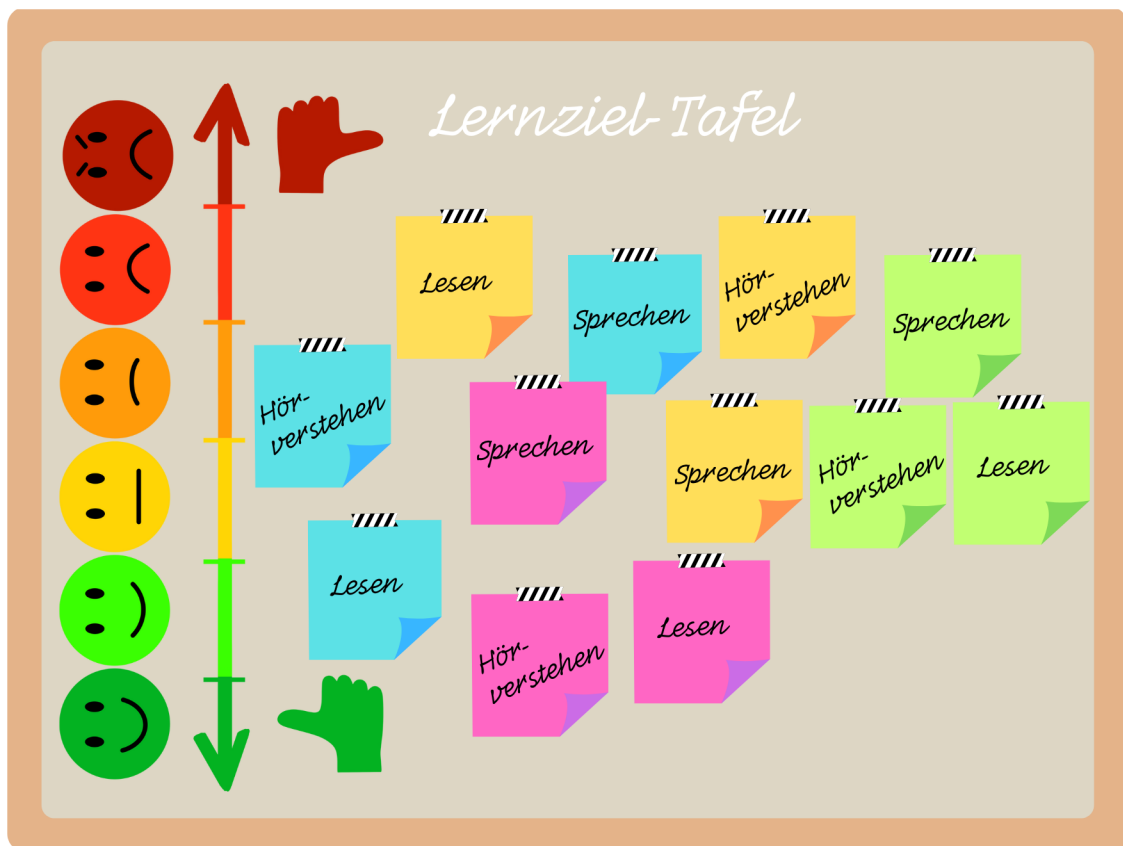 Lernziel-Tafel
Lesen
Sprechen
Hör-
verstehen
Sprechen
Hör-
verstehen
Sprechen
Sprechen
Hör-
verstehen
Lesen
Lesen
Hör-
verstehen
Lesen